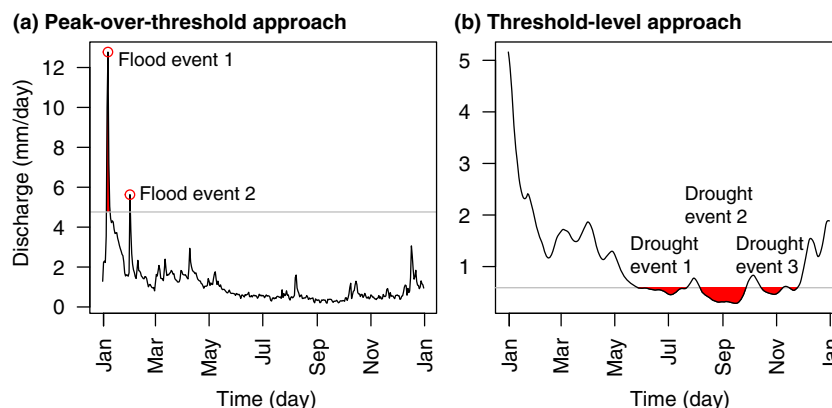 (a) Peak-over-threshold approach
Discharge (mm/day)
12
10
8
6
4
2
0
Flood event 1
Flood event 2
Jan
Mar
May
Jul
Sep
Nov
Jan
Time (day)
(b) Threshold-level approach
5
4
3
2
1
Drought
event 2
Drought
event 1
Drought
event 3
Jan
Mar
May
Jul
Sep
Nov
Jan
Time (day)